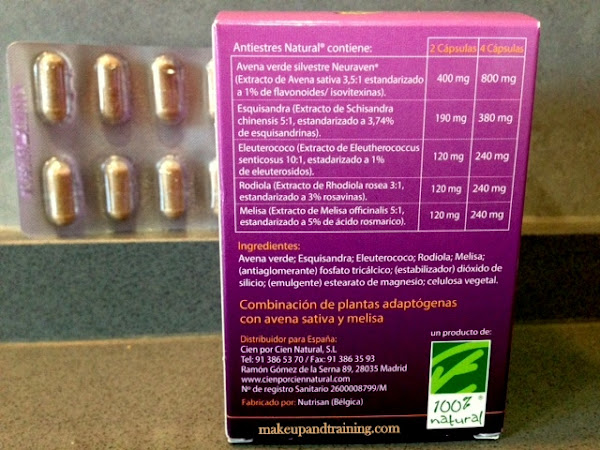 Antiestres Natural® contiene: 2 Cápsulas 4 Cápsulas
Avena verde silvestre Neuraven® 
(Extracto de Avena sativa 3,5:1 estandarizado 400 mg 800 mg
a 1% de flavonoides/ isovitexinas).
Esquisandra (Extracto de Schisandra
chinensis 5:1, estandarizado a 3,74% 190 mg 380 mg
de esquisandrinas).
Eleuterococo (Extracto de Eleutherococcus
senticosus 10:1, estadarizado a 1% 120 mg 240 mg
de eleuterosidos).
Rodiola (Extracto de Rhodiola rosea 3:1, 120 mg 240 mg
estandarizado a 3% rosavinas).
Melisa (Extracto de Melisa officinalis 5:1, 120 mg 240 mg
estandarizado a 5% de ácido rosmarico).
Ingredientes:
Avena verde; Esquisandra; Eleuterococo; Rodiola; Melisa;
(antiaglomerante) fosfato tricálcico; (estabilizador) dióxido de
silicio; (emulgente) estearato de magnesio; celulosa vegetal.
Combinación de plantas adaptógenas
con avena sativa y melisa
Distribuidor para España:
Cien por Cien Natural, S.L
Tel: 91 386 53 70 / Fax: 91 386 35 93
Ramón Gómez de la Serna 89, 28035 Madrid
www.cienporciennatural.com
Nº de registro Sanitario 2600008799/M
Fabricado por: Nutrisan (Bélgica)
un producto de:
100%
natural
makeupandtraining.com